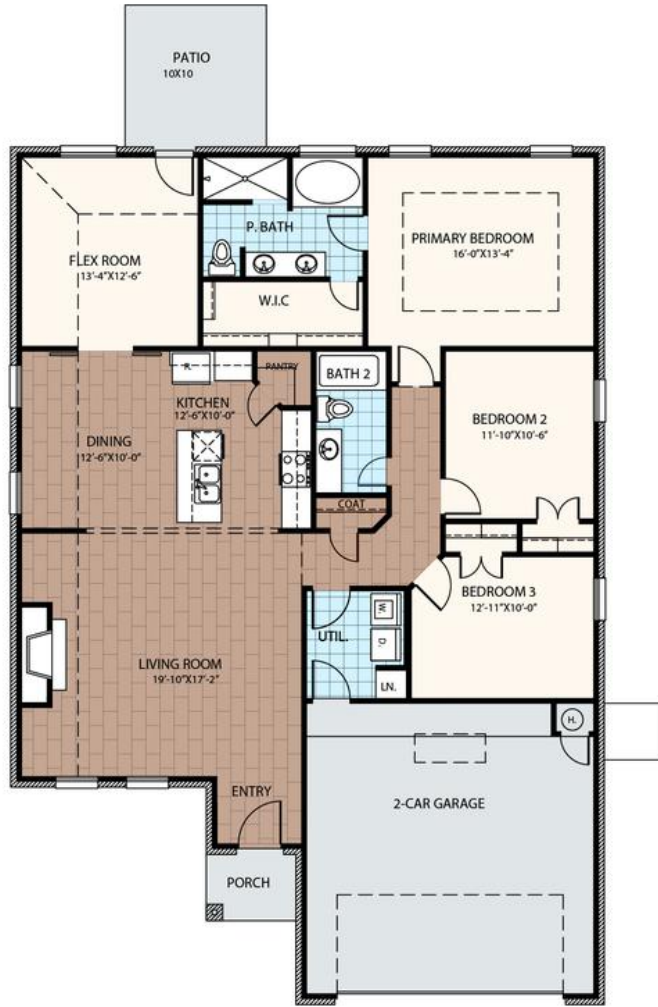 PATIO
10X10
P. BATH
FLEX ROOM
13'-4"X12'-6"
PRIMARY BEDROOM
16'-0"X13'-4"
W.I.C
R.
PANTRY
BATH 2
KITCHEN
12'-6"X10'-0"
DINING
12'-6"X10'-0"
BEDROOM 2
11'-10"X10'-6"
COAT
BEDROOM 3
12'-11"X10'-0"
W.
UTIL.
D.
LN.
LIVING ROOM
19'-10"X17'-2"
H.
ENTRY
2-CAR GARAGE
PORCH